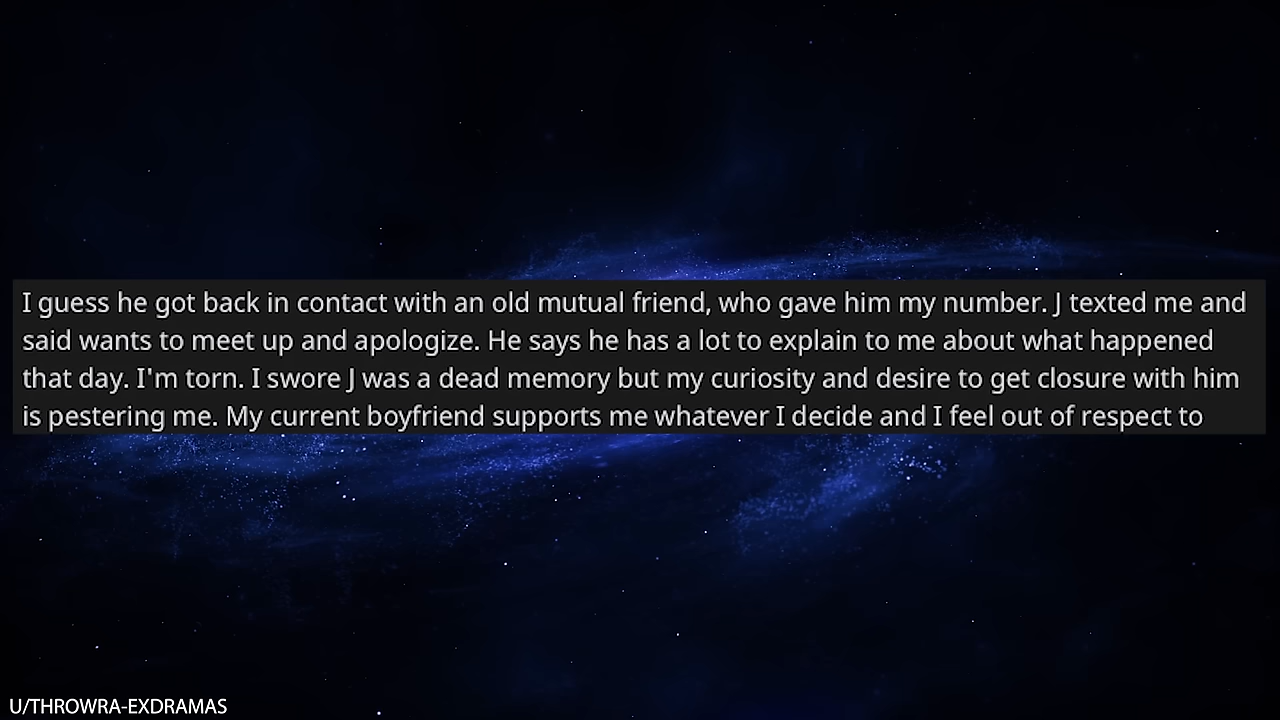 I guess he got back in contact with an old mutual friend, who gave him my number. J texted me and
said wants to meet up and apologize. He says he has a lot to explain to me about what happened
that day. I'm torn. I swore J was a dead memory but my curiosity and desire to get closure with him
is pestering me. My current boyfriend supports me whatever I decide and I feel out of respect to
U/THROWRA-EXDRAMAS